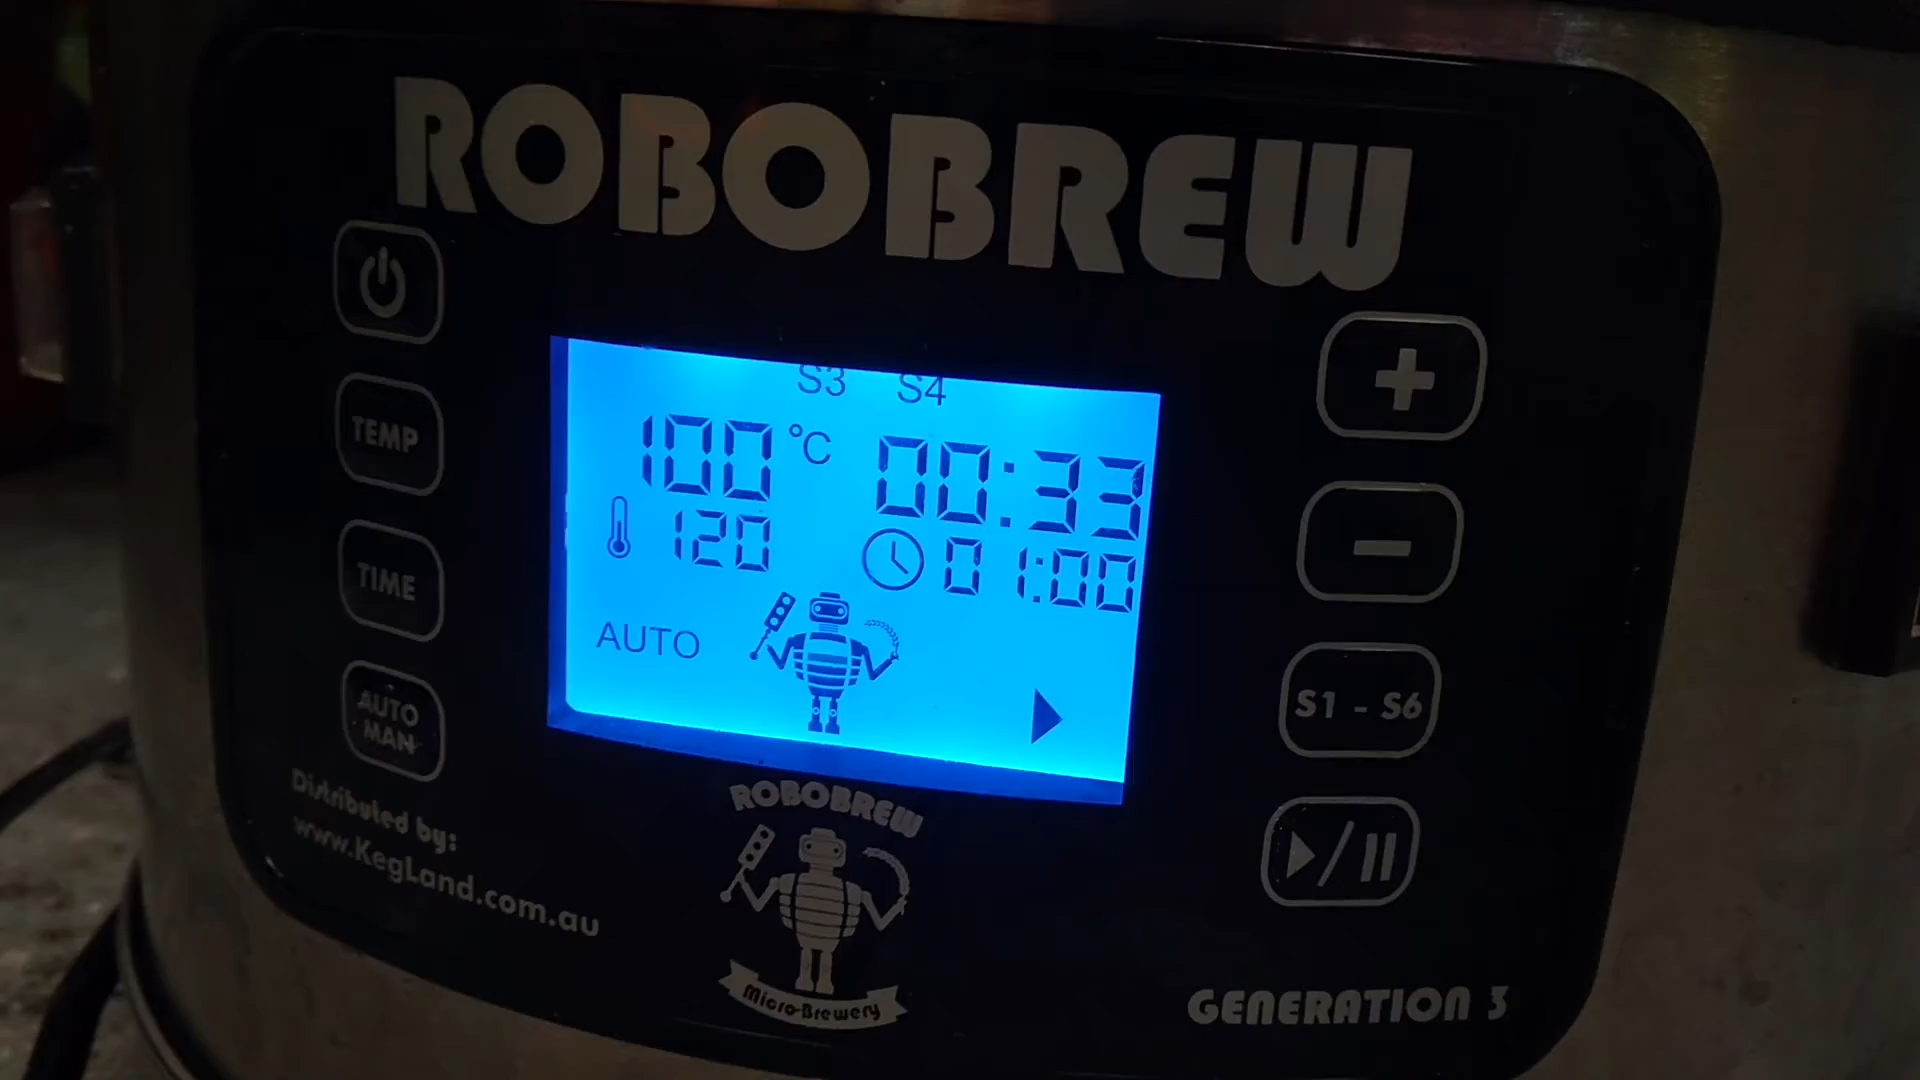 ROBOBREW
TEMP
TIME
AUTO
MAN
S3 S4
100 °C 00:33
120 01:00
AUTO
S1 - S6
Distributed by:
www.KegLand.com.au
ROBOBREW
Micro-Brewery
GENERATION 3